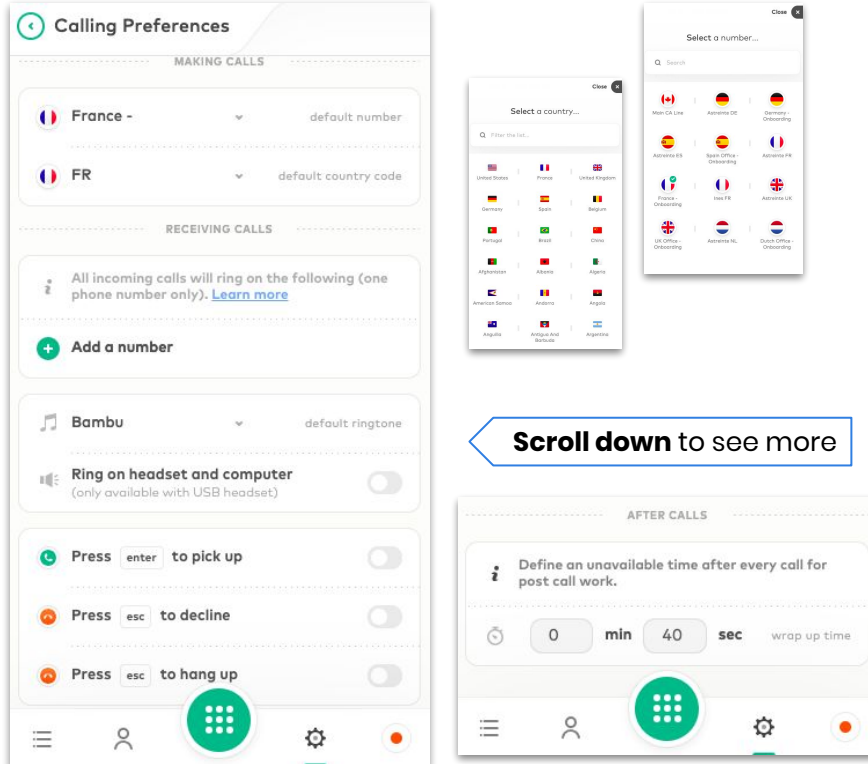 Calling Preferences
MAKING CALLS
France - default number
FR default country code
RECEIVING CALLS
All incoming calls will ring on the following (one
phone number only). Learn more
Add a number
Bambu default ringtone
Ring on headset and computer
(only available with USB headset)
Press enter to pick up
Press esc to decline
Press esc to hang up
Close
Select a country...
Filter the list...
United States France United Kingdom
Germany Spain Belgium
Portugal Brazil China
Afghanistan Albania Algeria
American Samoa Andorra Angola
Anguilla Antigua And Argentina
Barbuda
Close
Select a number...
Search
Main CA Line Astreinte DE Germany -
Onboarding
Astreinte ES Spain Office - Astreinte FR
Onboarding
France - Ines FR Astreinte UK
Onboarding
UK Office - Astreinte NL Dutch Office -
Onboarding Onboarding
Scroll down to see more
AFTER CALLS
Define an unavailable time after every call for
post call work.
0 min 40 sec wrap up time